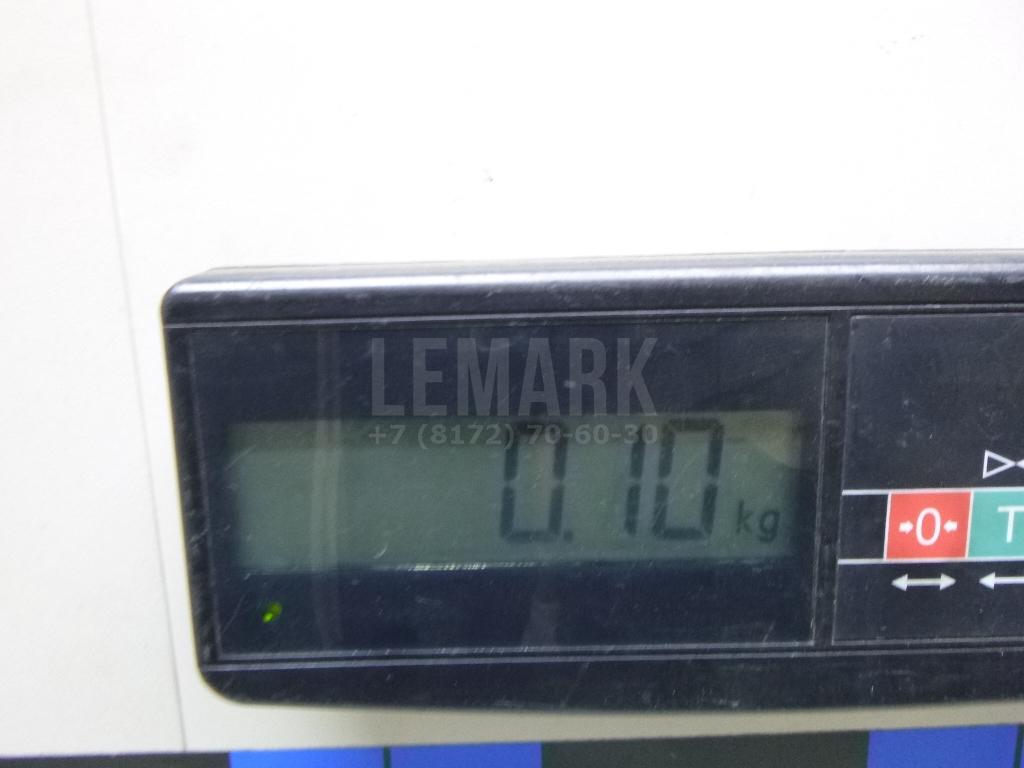 LEMARK
+7 (8172) 70-60-30
0.10 kg
→0← T